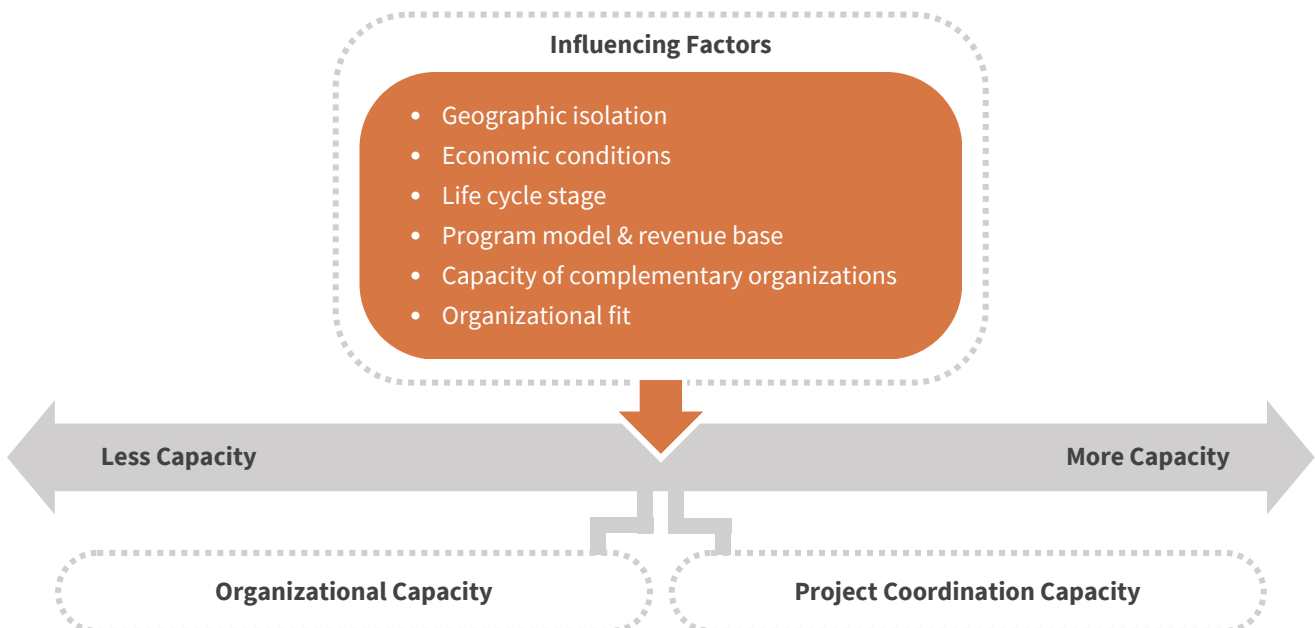 Influencing Factors
• Geographic isolation
• Economic conditions
• Life cycle stage
• Program model & revenue base
• Capacity of complementary organizations
• Organizational fit
Less Capacity
More Capacity
Organizational Capacity
Project Coordination Capacity